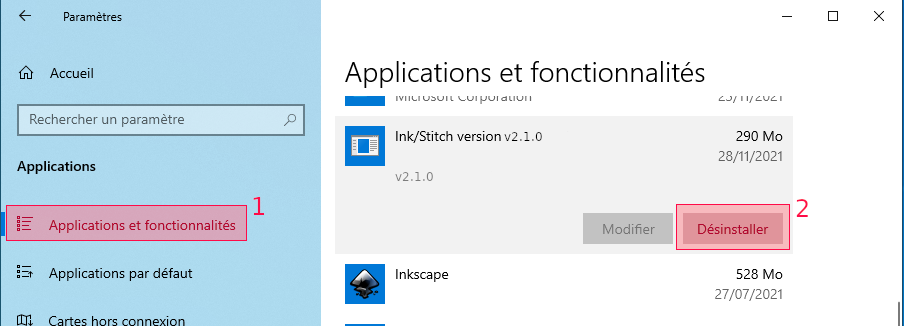 Paramètres
Accueil
Rechercher un paramètre
Applications
Applications et fonctionnalités
1
Applications par défaut
Cartes hors connexion
Applications et fonctionnalités
Microsoft Corporation 23/11/2021
Ink/Stitch version v2.1.0 290 Mo
28/11/2021
v2.1.0
Modifier Désinstaller
2
Inkscape 528 Mo
27/07/2021